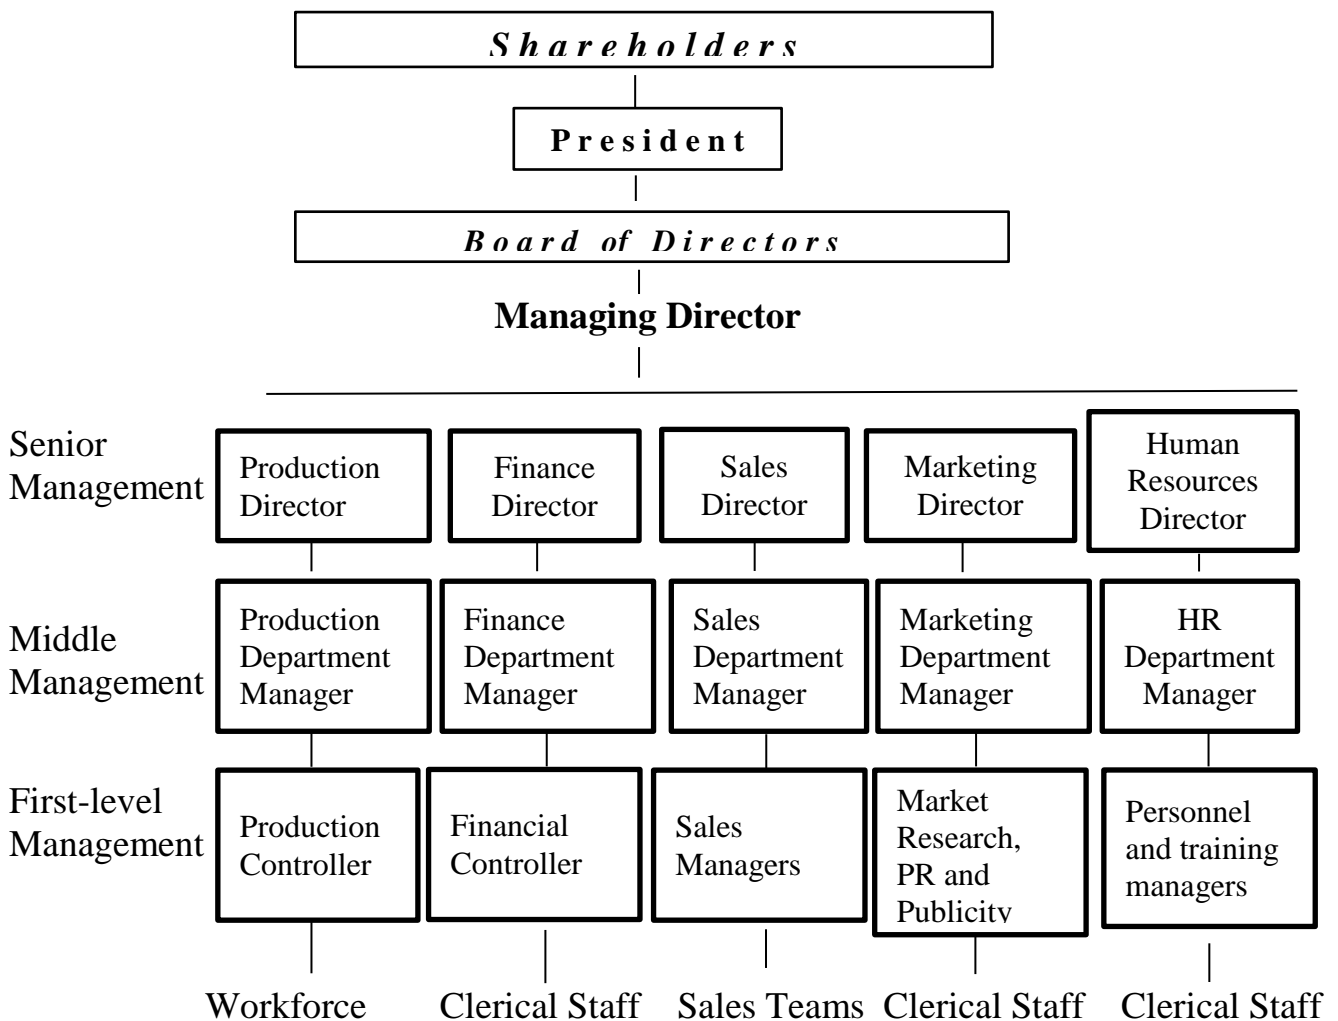 Shareholders
President
Board of Directors
Managing Director
Senior
Management
Production
Director
Finance
Director
Sales
Director
Marketing
Director
Human
Resources
Director
Middle
Management
Production
Department
Manager
Finance
Department
Manager
Sales
Department
Manager
Marketing
Department
Manager
HR
Department
Manager
First-level
Management
Production
Controller
Financial
Controller
Sales
Managers
Market
Research,
PR and
Publicity
Personnel
and training
managers
Workforce
Clerical Staff
Sales Teams
Clerical Staff
Clerical Staff